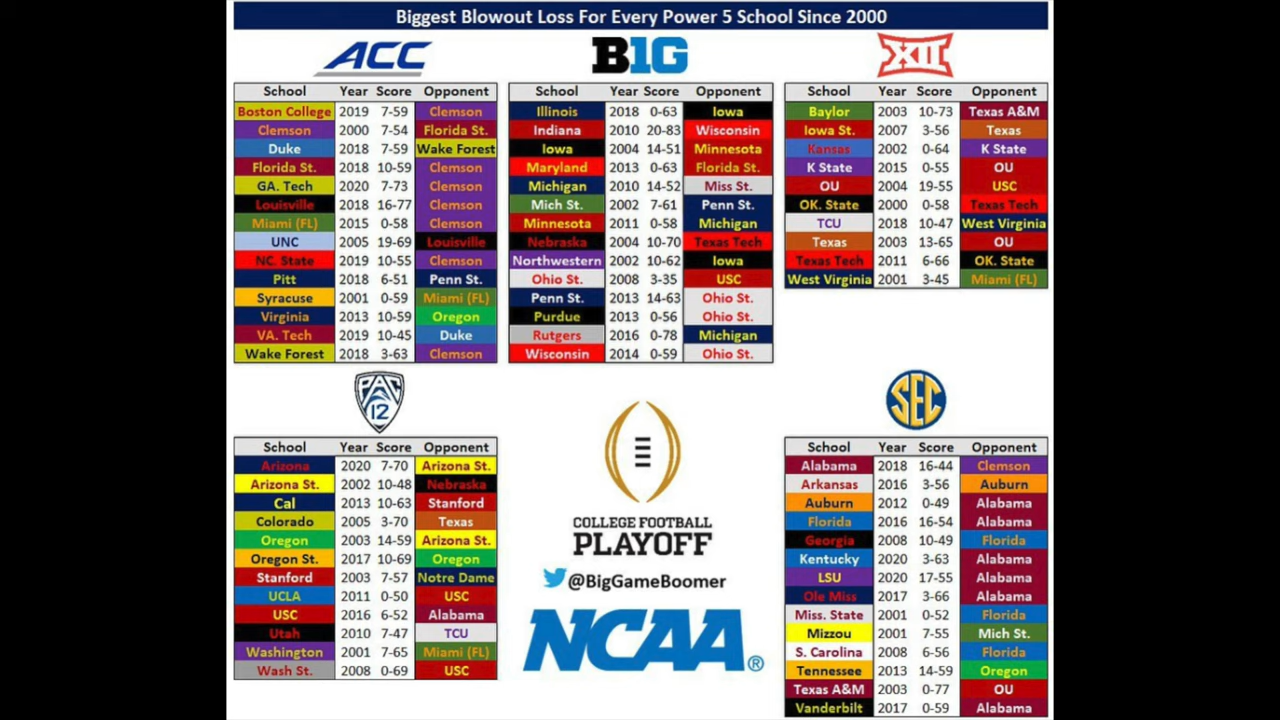 Biggest Blowout Loss For Every Power 5 School Since 2000
ACC
School Year Score Opponent
Boston College 2019 7-59 Clemson
Clemson 2000 7-54 Florida St.
Duke 2018 7-59 Wake Forest
Florida St. 2018 10-59 Clemson
GA. Tech 2020 7-73 Clemson
Louisville 2018 16-77 Clemson
Miami (FL) 2015 0-58 Clemson
UNC 2005 19-69 Louisville
NC. State 2019 10-55 Clemson
Pitt 2018 6-51 Penn St.
Syracuse 2001 0-59 Miami (FL)
Virginia 2013 10-59 Oregon
VA. Tech 2019 10-45 Duke
Wake Forest 2018 3-63 Clemson
B1G
School Year Score Opponent
Illinois 2018 0-63 Iowa
Indiana 2010 20-83 Wisconsin
Iowa 2004 14-51 Minnesota
Maryland 2013 0-63 Florida St.
Michigan 2010 14-52 Miss St.
Mich St. 2002 7-61 Penn St.
Minnesota 2011 0-58 Michigan
Nebraska 2004 10-70 Texas Tech
Northwestern 2002 10-62 Iowa
Ohio St. 2008 3-35 USC
Penn St. 2013 14-63 Ohio St.
Purdue 2013 0-56 Ohio St.
Rutgers 2016 0-78 Michigan
Wisconsin 2014 0-59 Ohio St.
XII
School Year Score Opponent
Baylor 2003 10-73 Texas A&M
Iowa St. 2007 3-56 Texas
Kansas 2002 0-64 K State
K State 2015 0-55 OU
OU 2004 19-55 USC
OK. State 2000 0-58 Texas Tech
TCU 2018 10-47 West Virginia
Texas 2003 13-65 OU
Texas Tech 2011 6-66 OK. State
West Virginia 2001 3-45 Miami (FL)
PAC
12
School Year Score Opponent
Arizona 2020 7-70 Arizona St.
Arizona St. 2002 10-48 Nebraska
Cal 2013 10-63 Stanford
Colorado 2005 3-70 Texas
Oregon 2003 14-59 Arizona St.
Oregon St. 2017 10-69 Oregon
Stanford 2003 7-57 Notre Dame
UCLA 2011 0-50 USC
USC 2016 6-52 Alabama
Utah 2010 7-47 TCU
Washington 2001 7-65 Miami (FL)
Wash St. 2008 0-69 USC
COLLEGE FOOTBALL
PLAYOFF
@BigGameBoomer
NCAA®
SEC
School Year Score Opponent
Alabama 2018 16-44 Clemson
Arkansas 2016 3-56 Auburn
Auburn 2012 0-49 Alabama
Florida 2016 16-54 Alabama
Georgia 2008 10-49 Florida
Kentucky 2020 3-63 Alabama
LSU 2020 17-55 Alabama
Ole Miss 2017 3-66 Alabama
Miss. State 2001 0-52 Florida
Mizzou 2001 7-55 Mich St.
S. Carolina 2008 6-56 Florida
Tennessee 2013 14-59 Oregon
Texas A&M 2003 0-77 OU
Vanderbilt 2017 0-59 Alabama